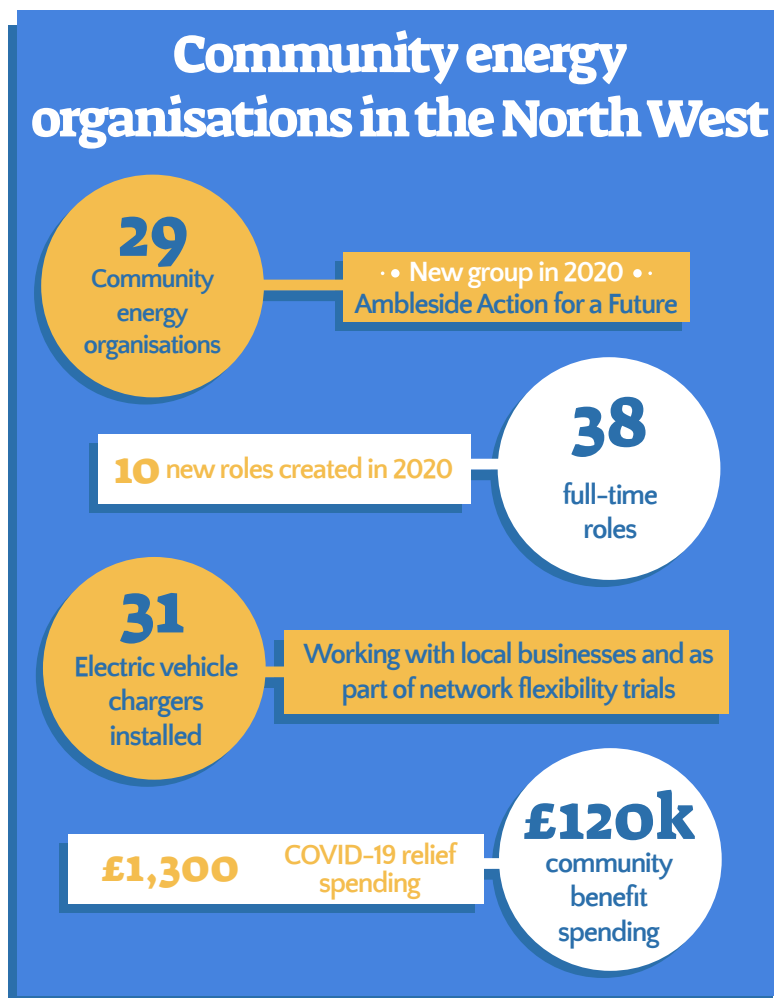 Community energy
organisations in the North West
29
Community
energy
organisations
· • New group in 2020 • ·
Ambleside Action for a Future
38
full-time
roles
10 new roles created in 2020
31
Electric vehicle
chargers
installed
Working with local businesses and as
part of network flexibility trials
£120k
community
benefit
spending
£1,300
COVID-19 relief
spending